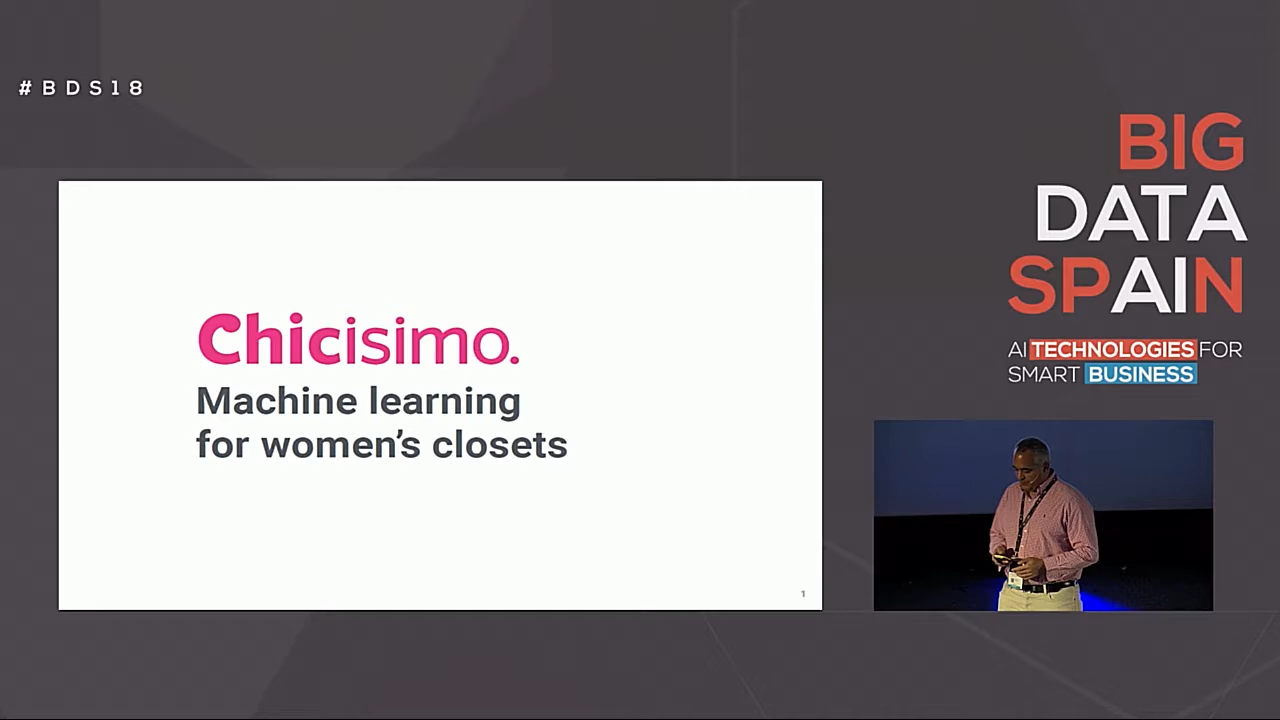 #BDS18
BIG
DATA
SPAIN
AI TECHNOLOGIES FOR
SMART BUSINESS
Chicisimo.
Machine learning
for women's closets
1